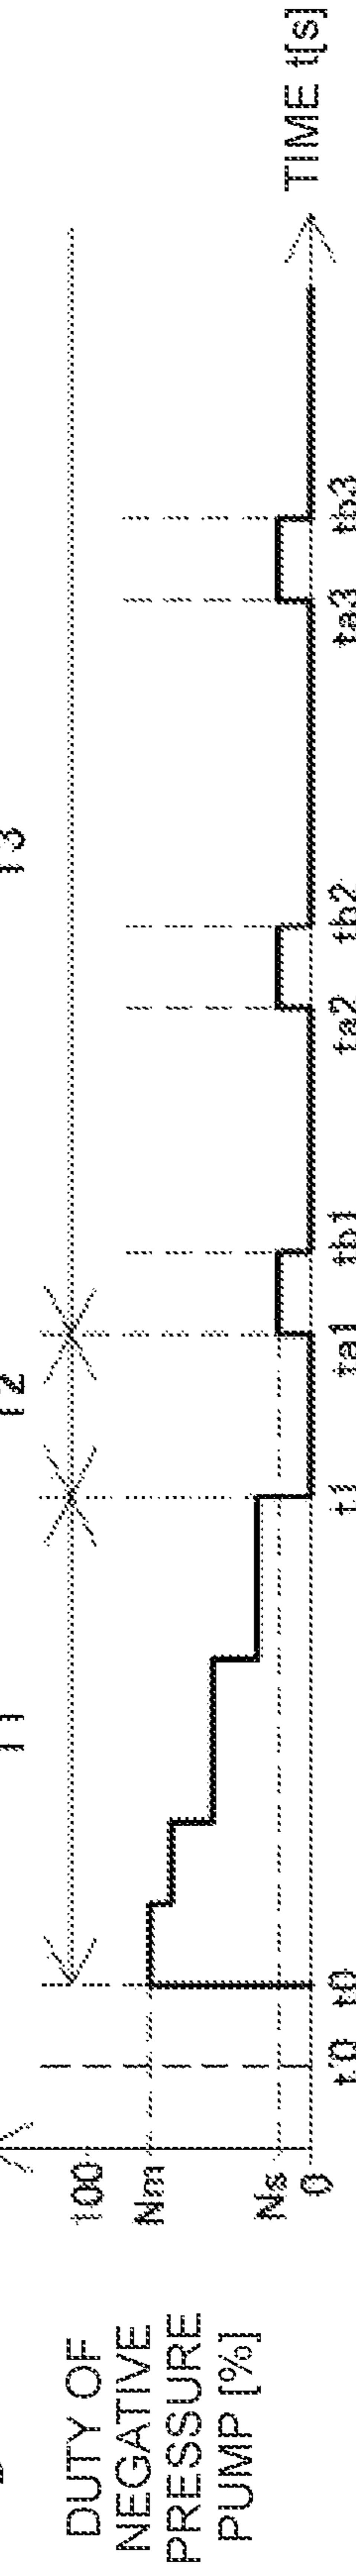 DUTY OF
NEGATIVE
PRESSURE
PUMP [%]
100
Nm
Ns
0
T1
T2
T3
t'0 t0 t1 ta1 tb1 ta2 tb2 ta3 tb3
TIME t[s]